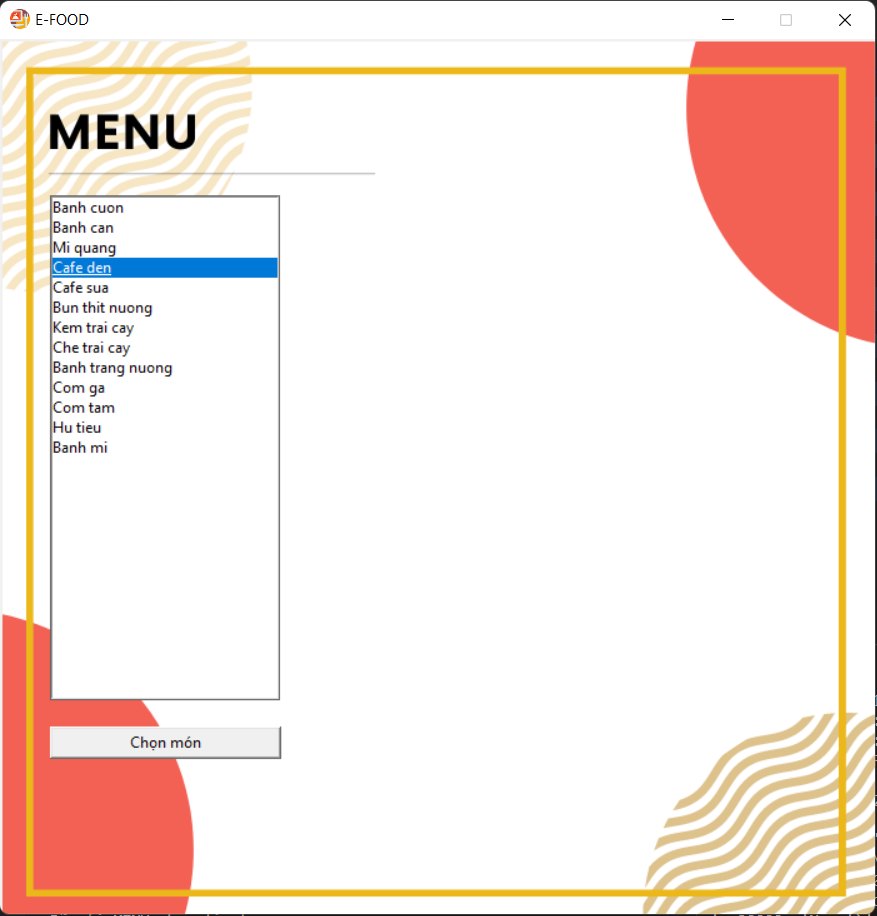 E-FOOD
MENU
Banh cuon
Banh can
Mi quang
Cafe den
Cafe sua
Bun thit nuong
Kem trai cay
Che trai cay
Banh trang nuong
Com ga
Com tam
Hu tieu
Banh mi
Chọn món